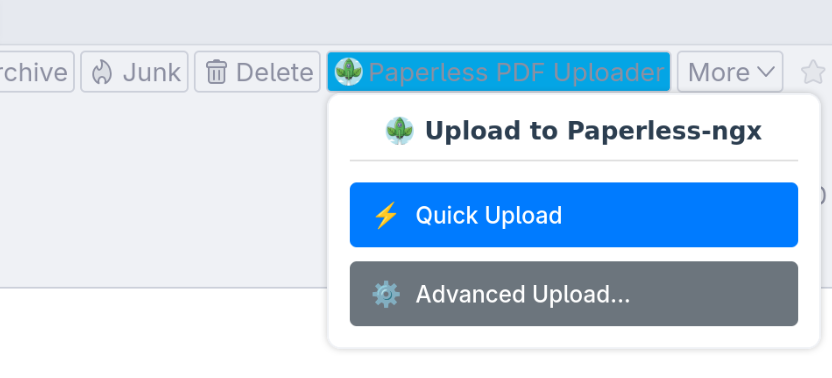 rchive Junk Delete Paperless PDF Uploader More
Upload to Paperless-ngx
Quick Upload
Advanced Upload...